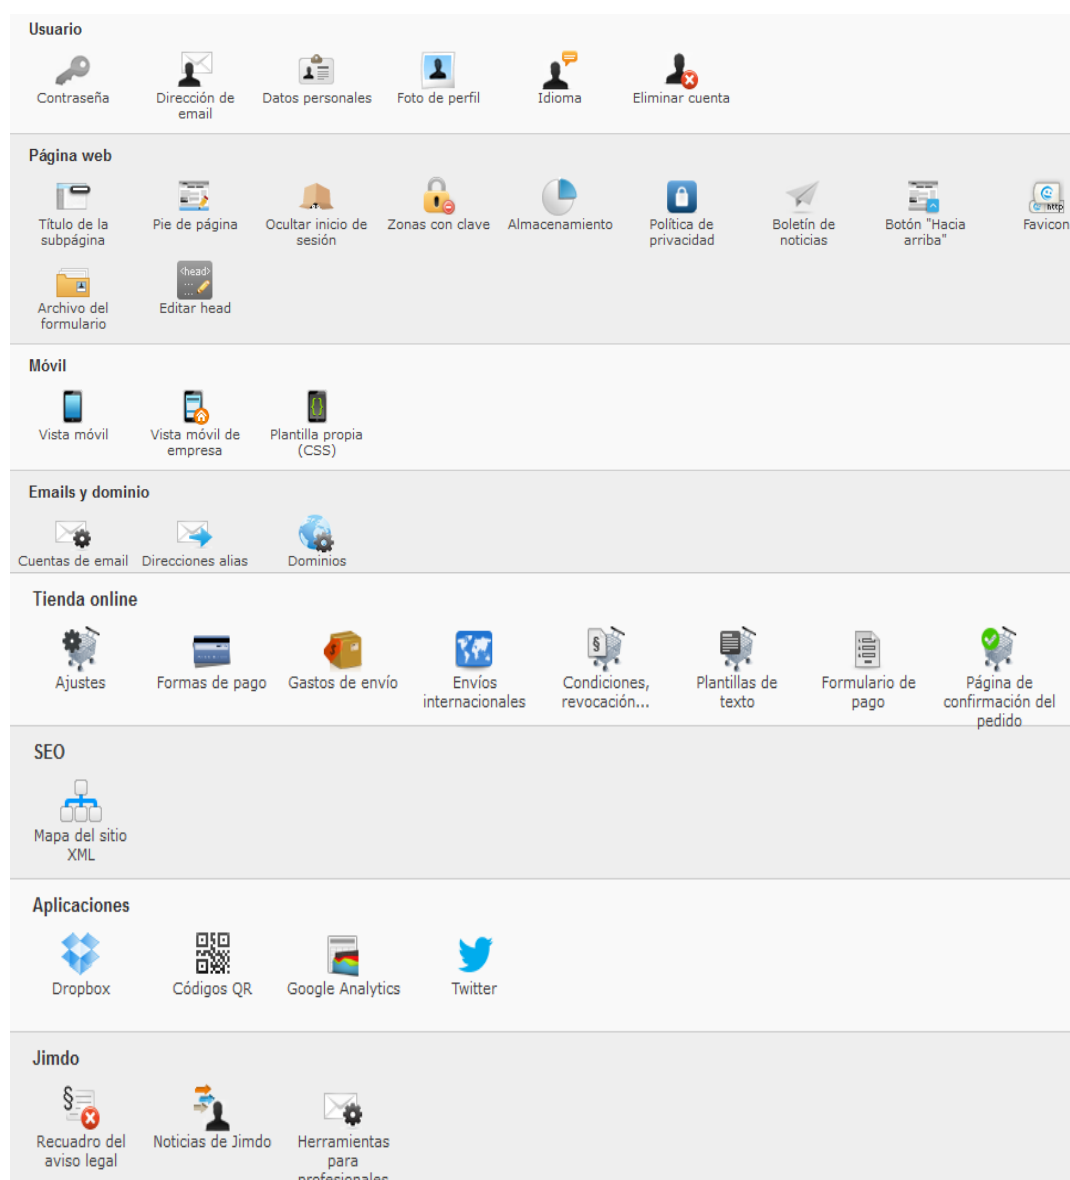 Usuario
Contraseña
Dirección de
email
Datos personales
Foto de perfil
Idioma
Eliminar cuenta
Página web
Título de la
subpágina
Pie de página
Ocultar inicio de
sesión
Zonas con clave
Almacenamiento
Política de
privacidad
Boletín de
noticias
Botón "Hacia
arriba"
http
Favicon
Archivo del
formulario
<head>
Editar head
Móvil
Vista móvil
Vista móvil de
empresa
{}
Plantilla propia
(CSS)
Emails y dominio
Cuentas de email
Direcciones alias
Dominios
Tienda online
Ajustes
Formas de pago
Gastos de envío
Envíos
internacionales
§
Condiciones,
revocación...
Plantillas de
texto
Formulario de
pago
Página de
confirmación del
pedido
SEO
Mapa del sitio
XML
Aplicaciones
Dropbox
Códigos QR
Google Analytics
Twitter
Jimdo
§
Recuadro del
aviso legal
Noticias de Jimdo
Herramientas
para
profesionales